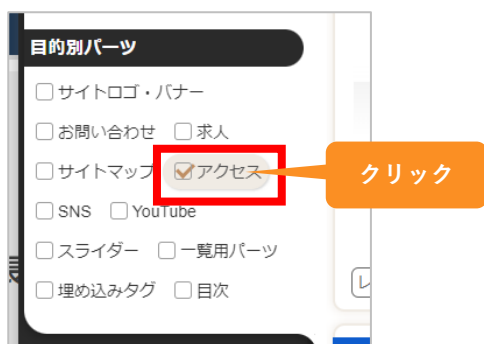 目的別パーツ
サイトロゴ・バナー
お問い合わせ 求人
サイトマップ アクセス
クリック
SNS YouTube
スライダー 一覧用パーツ
埋め込みタグ 目次
レ